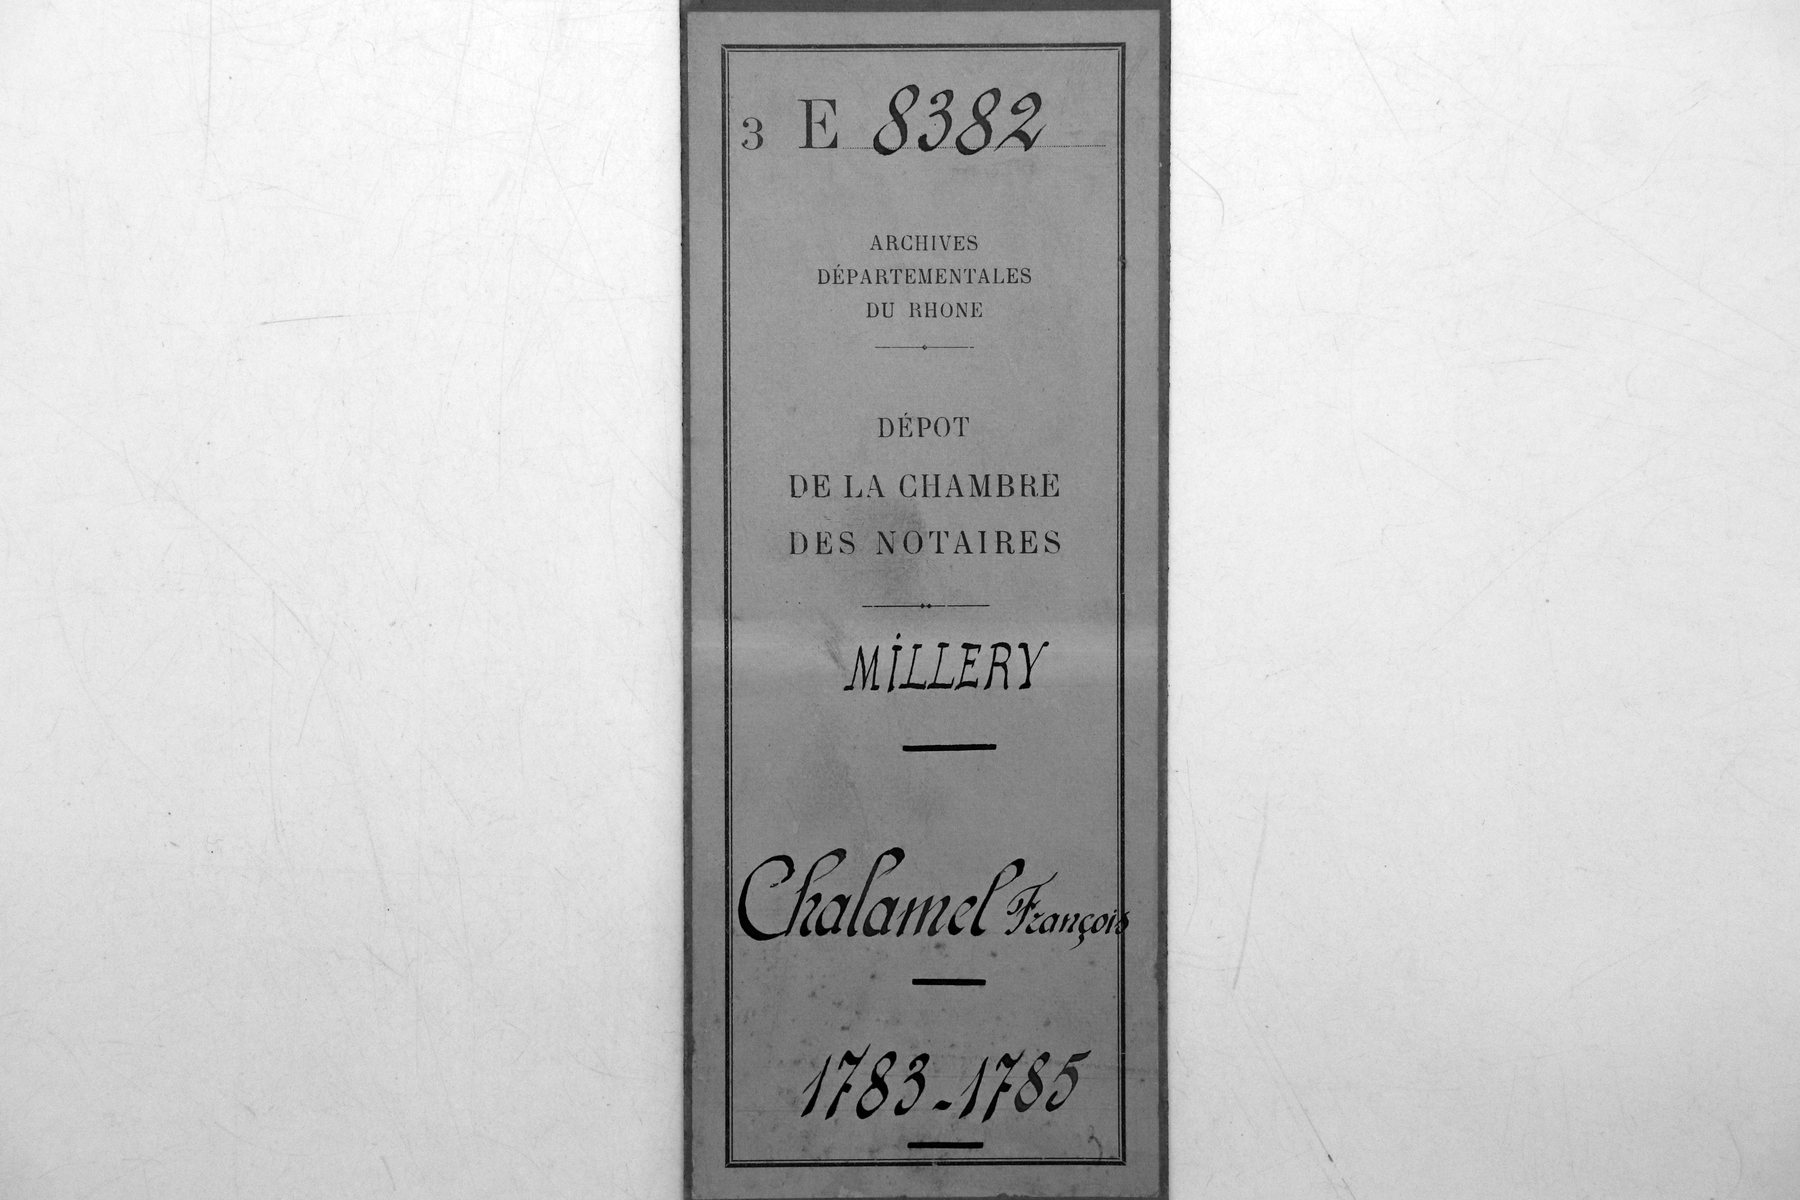 3 E 8382
ARCHIVES
DÉPARTEMENTALES
DU RHONE
DÉPOT
DE LA CHAMBRE
DES NOTAIRES
MiLLERY
Chalamel François
1783-1785